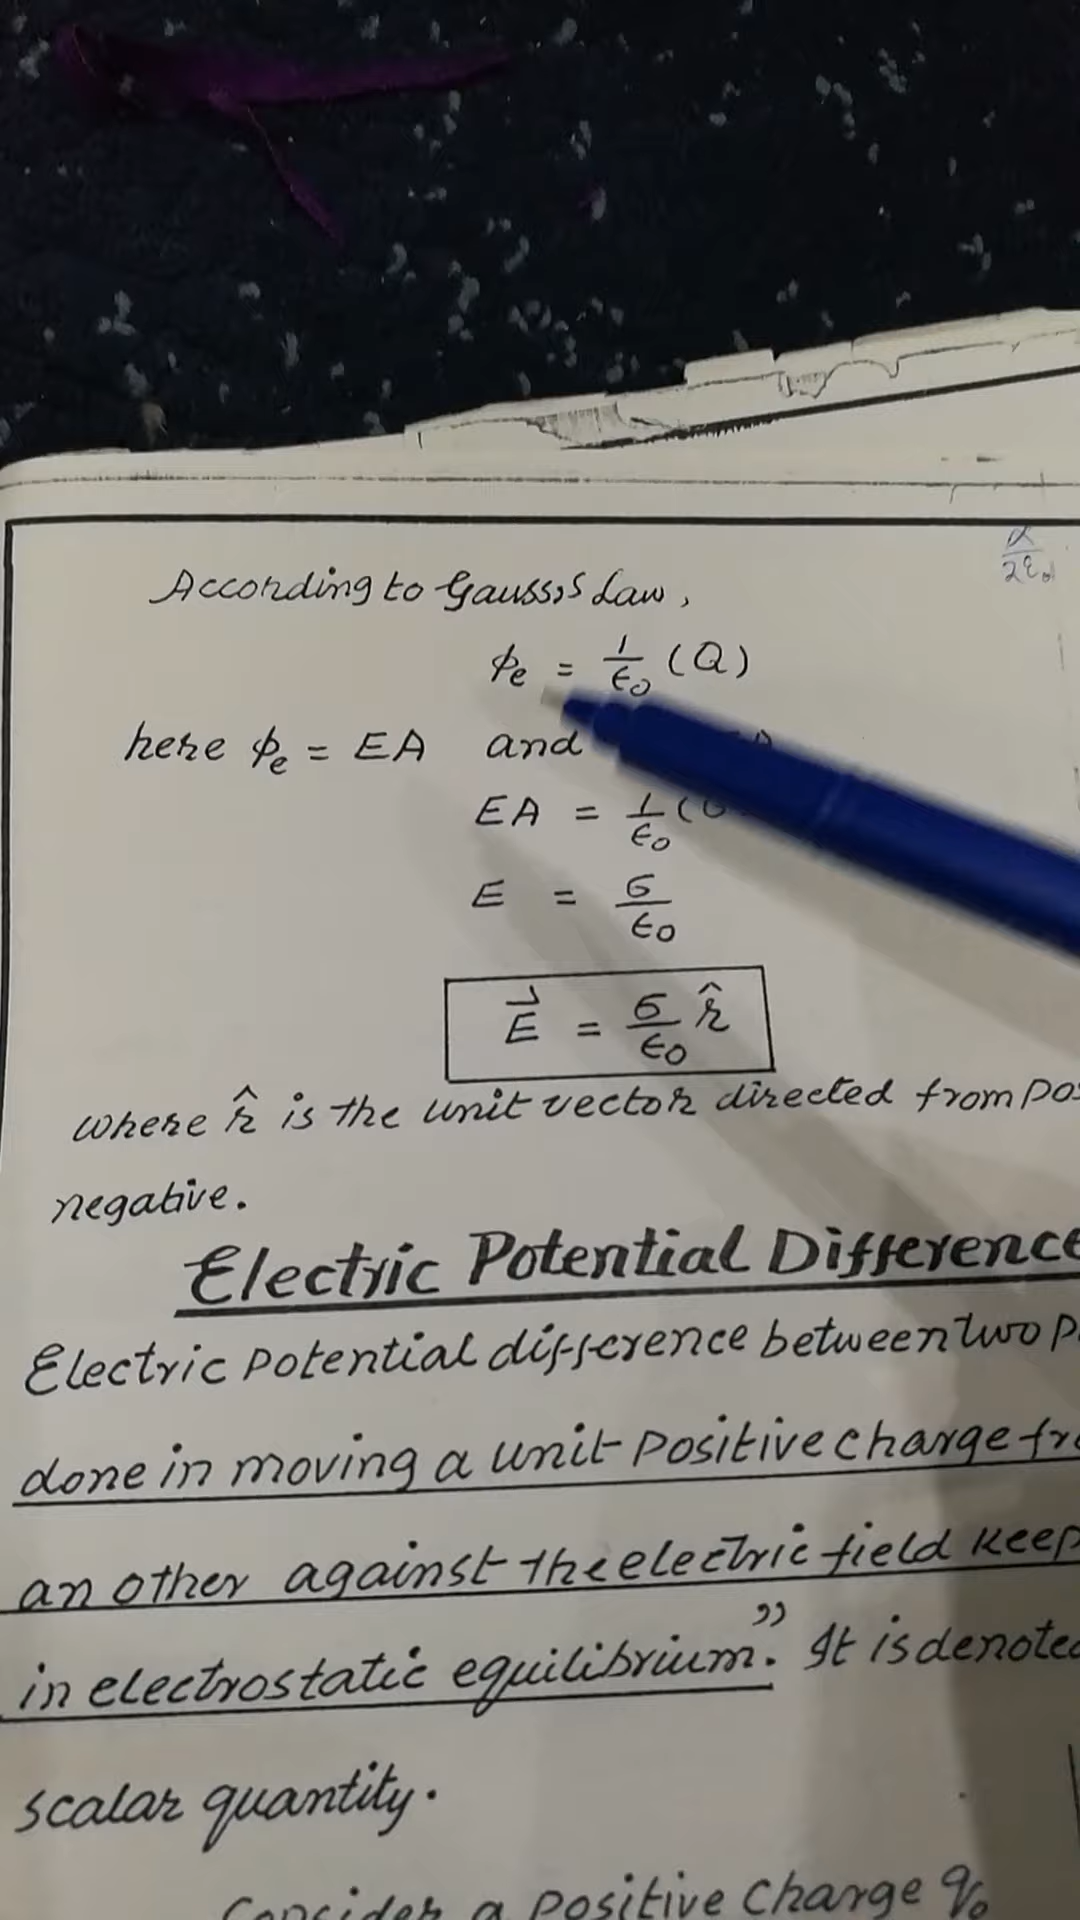 According to Gauss,s Law,
ϕe = 1/ϵ0 (Q)
here ϕe = EA and
EA = 1/ϵ0 (
E = σ/ϵ0
E⃗ = σ/ϵ0 r̂
where r̂ is the unit vector directed from
negative.
Electric Potential Difference
Electric potential difference between two
done in moving a unit positive charge
an other against the electric field keep
in electrostatic equilibrium.” It is denoted
scalar quantity.
Consider a positive charge q0